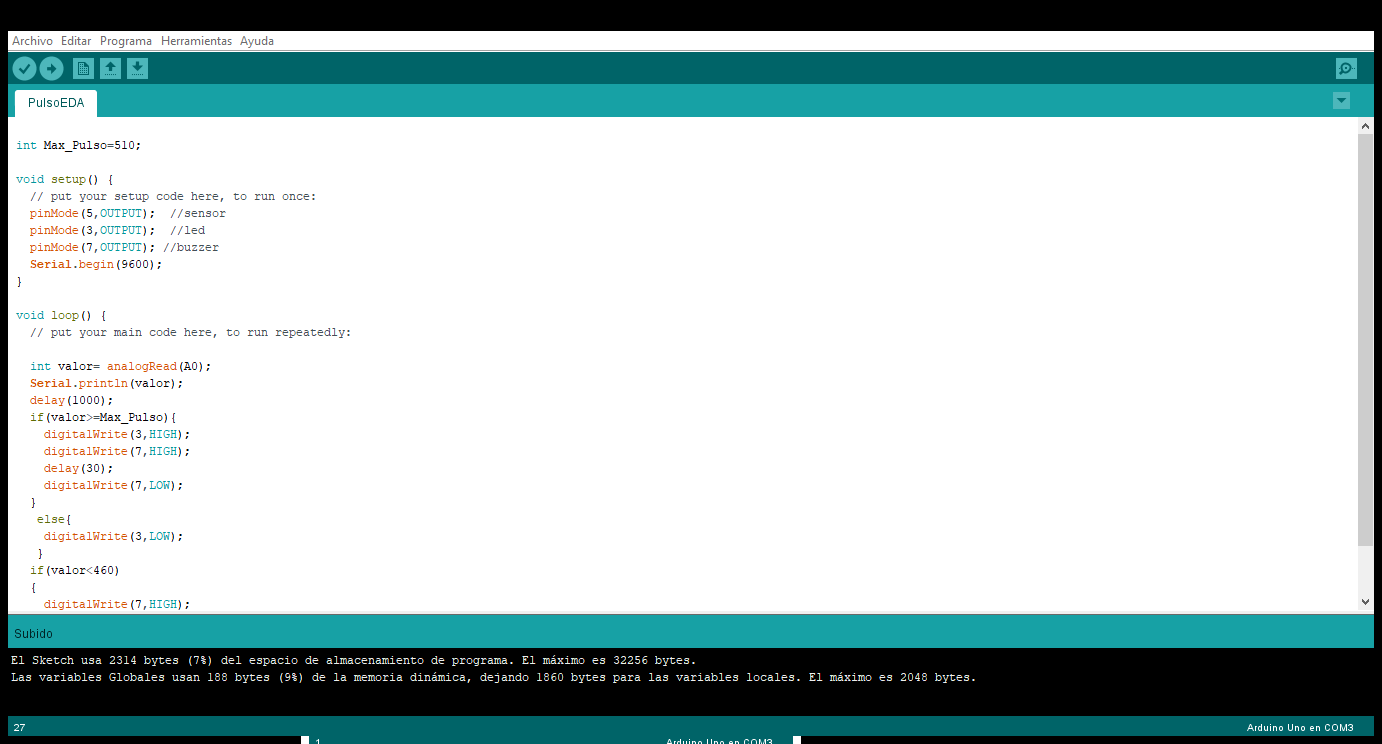 Archivo Editar Programa Herramientas Ayuda
PulsoEDA
int Max_Pulso=510;
void setup() {
// put your setup code here, to run once:
pinMode(5,OUTPUT); //sensor
pinMode(3,OUTPUT); //led
pinMode(7,OUTPUT); //buzzer
Serial.begin(9600);
}
void loop() {
// put your main code here, to run repeatedly:
int valor= analogRead(A0);
Serial.println(valor);
delay(1000);
if(valor>=Max_Pulso){
digitalWrite(3,HIGH);
digitalWrite(7,HIGH);
delay(30);
digitalWrite(7,LOW);
}
else{
digitalWrite(3,LOW);
}
if(valor<460)
{
digitalWrite(7,HIGH);
Subido
El Sketch usa 2314 bytes (7%) del espacio de almacenamiento de programa. El máximo es 32256 bytes.
Las variables Globales usan 188 bytes (9%) de la memoria dinámica, dejando 1860 bytes para las variables locales. El máximo es 2048 bytes.
27 Arduino Uno en COM3
1 Arduino Uno en COM3